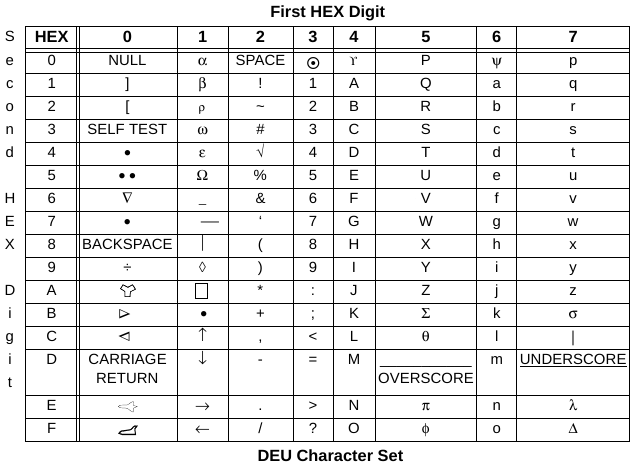 First HEX Digit
Second HEX Digit
HEX 0 1 2 3 4 5 6 7
0 NULL α SPACE ⊙ ϒ P ψ p
1 ] β ! 1 A Q a q
2 [ ρ ~ 2 B R b r
3 SELF TEST ω # 3 C S c s
4 • ε √ 4 D T d t
5 •• Ω % 5 E U e u
6 ∇ _ & 6 F V f v
7 • — ‘ 7 G W g w
8 BACKSPACE | ( 8 H X h x
9 ÷ ◊ ) 9 I Y i y
A * : J Z j z
B ⊳ • + ; K Σ k σ
C ⊲ ↑ , < L θ l |
D CARRIAGE RETURN ↓ - = M OVERSCORE m UNDERSCORE
E → . > N π n λ
F ← / ? O ϕ o Δ
DEU Character Set